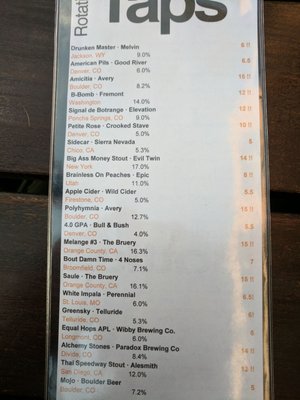 Rotati
Taps
Drunken Master · Melvin 6 !!
Jackson, WY 9.0%
American Pils · Good River 6.5
Denver, CO 6.0%
Amicitia · Avery 15 !!
Boulder, CO 8.2%
B-Bomb · Fremont 12 !!
Washington 14.0%
Signal de Botrange · Elevation 12 !!
Poncha Springs, CO 9.0%
Petite Rose · Crooked Stave 10 !!
Denver, CO 5.0%
Sidecar · Sierra Nevada 5
Chico, CA 5.3%
Big Ass Money Stout · Evil Twin 14 !!
New York 17.0%
Brainless On Peaches · Epic 8 !!
Utah 11.0%
Apple Cider · Wild Cider 5.5
Firestone, CO 5.0%
Polyhymnia · Avery 15 !!
Boulder, CO 12.7%
4.0 GPA · Bull & Bush 5.5
Denver, CO 4.0%
Melange #3 · The Bruery 15 !!
Orange County, CA 16.3%
Bout Damn Time · 4 Noses 7
Broomfield, CO 7.1%
Saule · The Bruery 15 !!
Orange County, CA 16.1%
White Impala · Perennial 6.5!
St. Louis, MO 6.0%
Greensky · Telluride 6!
Telluride, CO 5.3%
Equal Hops APL · Wibby Brewing Co. 6
Longmont, CO 6.0%
Alchemy Stones · Paradox Brewing Co 14 !!
Divide, CO 8.4%
Thai Speedway Stout · Alesmith 12 !!
San Diego, CA 12.0%
Mojo · Boulder Beer 5
Boulder, CO 7.2%